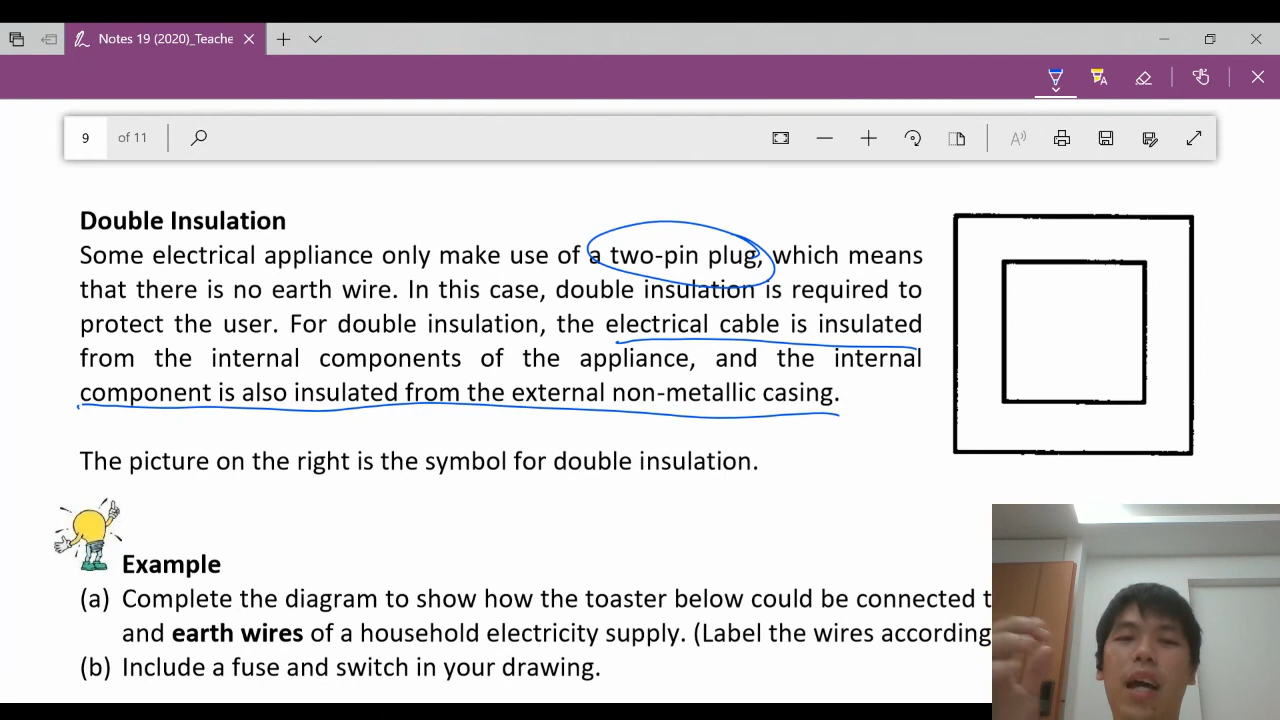 Notes 19 (2020)_Teache
9 of 11
Double Insulation
Some electrical appliance only make use of a two-pin plug, which means
that there is no earth wire. In this case, double insulation is required to
protect the user. For double insulation, the electrical cable is insulated
from the internal components of the appliance, and the internal
component is also insulated from the external non-metallic casing.
The picture on the right is the symbol for double insulation.
Example
(a) Complete the diagram to show how the toaster below could be connected t
and earth wires of a household electricity supply. (Label the wires according
(b) Include a fuse and switch in your drawing.